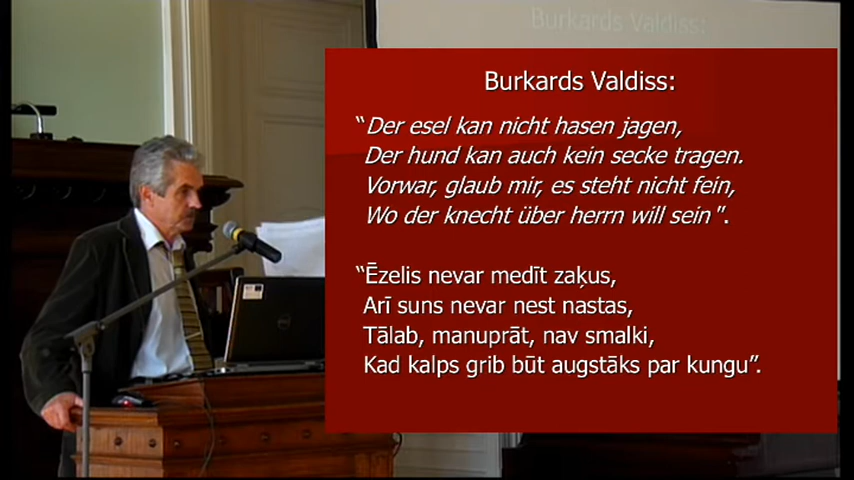 Burkards Valdiss:
Burkards Valdiss:
“Der esel kan nicht hasen jagen,
Der hund kan auch kein secke tragen.
Vorwar, glaub mir, es steht nicht fein,
Wo der knecht über herrn will sein”.
“Ēzelis nevar medīt zaķus,
Arī suns nevar nest nastas,
Tālab, manuprāt, nav smalki,
Kad kalps grib būt augstāks par kungu”.